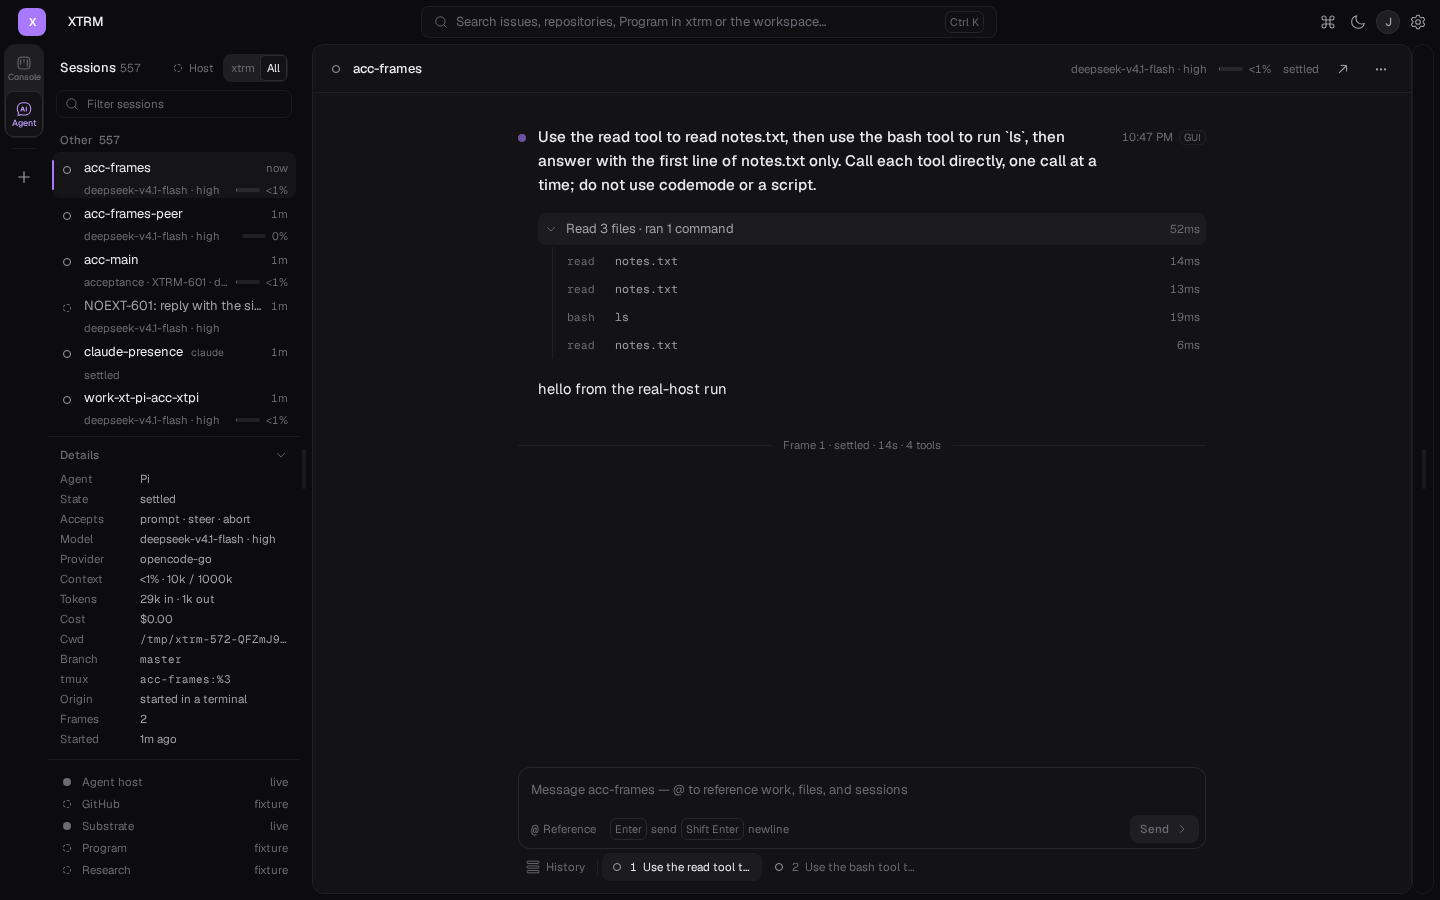 X XTRM
Search issues, repositories, Program in xtrm or the workspace... Ctrl K
J
Console
AI
Agent
Sessions 557 Host xtrm All
Filter sessions
Other 557
acc-frames now
deepseek-v4.1-flash · high <1%
acc-frames-peer 1m
deepseek-v4.1-flash · high 0%
acc-main 1m
acceptance · XTRM-601 · d... <1%
NOEXT-601: reply with the si... 1m
deepseek-v4.1-flash · high
claude-presence claude 1m
settled
work-xt-pi-acc-xtpi 1m
deepseek-v4.1-flash · high <1%
Details
Agent Pi
State settled
Accepts prompt · steer · abort
Model deepseek-v4.1-flash · high
Provider opencode-go
Context <1% · 10k / 1000k
Tokens 29k in · 1k out
Cost $0.00
Cwd /tmp/xtrm-572-QFZmJ9...
Branch master
tmux acc-frames:%3
Origin started in a terminal
Frames 2
Started 1m ago
Agent host live
GitHub fixture
Substrate live
Program fixture
Research fixture
acc-frames deepseek-v4.1-flash · high <1% settled
Use the read tool to read notes.txt, then use the bash tool to run `ls`, then 10:47 PM GUI
answer with the first line of notes.txt only. Call each tool directly, one call at a
time; do not use codemode or a script.
Read 3 files · ran 1 command 52ms
read notes.txt 14ms
read notes.txt 13ms
bash ls 19ms
read notes.txt 6ms
hello from the real-host run
Frame 1 · settled · 14s · 4 tools
Message acc-frames — @ to reference work, files, and sessions
@ Reference Enter send Shift Enter newline Send
History 1 Use the read tool t... 2 Use the bash tool t...